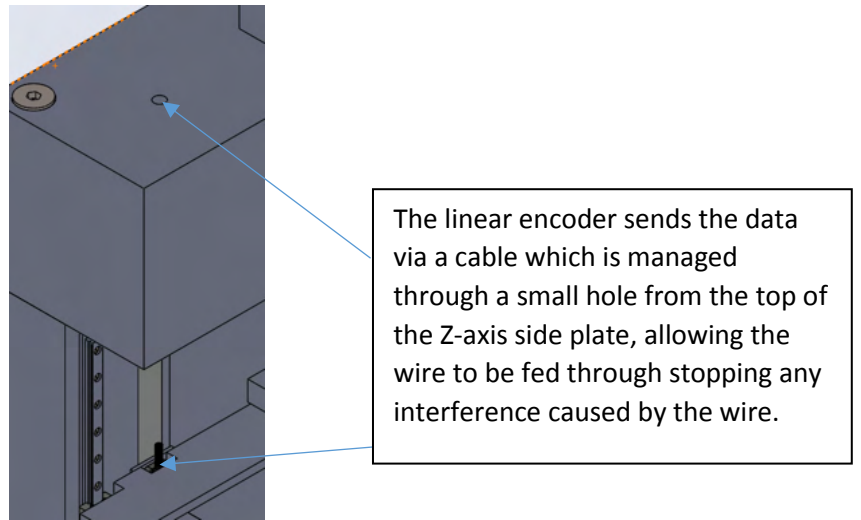 The linear encoder sends the data
via a cable which is managed
through a small hole from the top of
the Z-axis side plate, allowing the
wire to be fed through stopping any
interference caused by the wire.